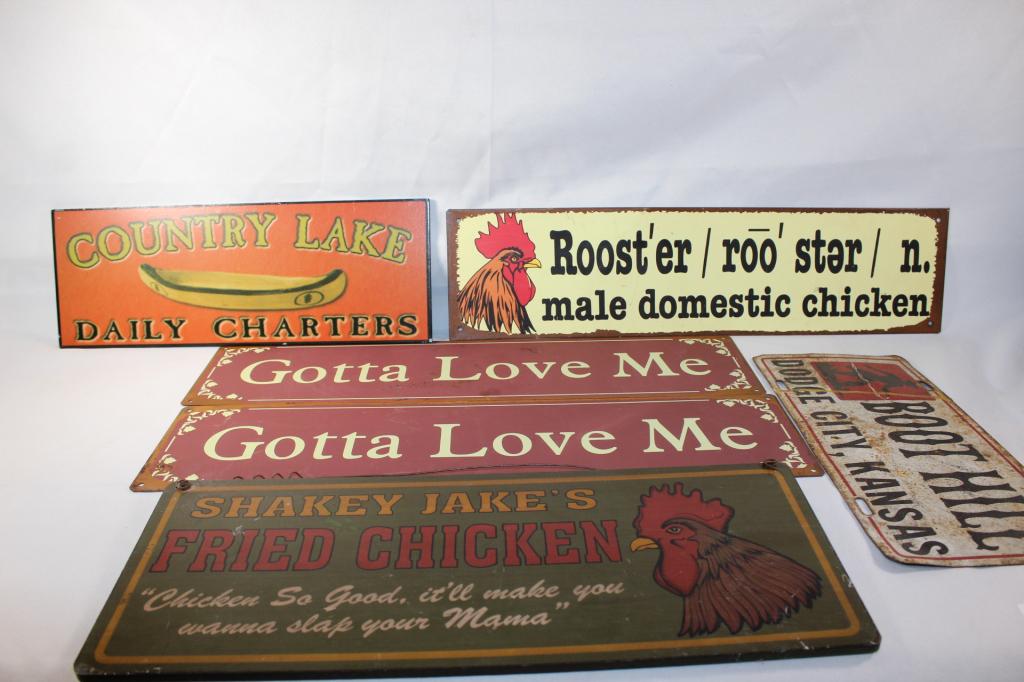 COUNTRY LAKE
DAILY CHARTERS
Roost'er / rōō' stər / n.
male domestic chicken
Gotta Love Me
Gotta Love Me
SHAKEY JAKE'S
FRIED CHICKEN
"Chicken So Good, it'll make you
wanna slap your Mama"
BOOT HILL
DODGE CITY, KANSAS